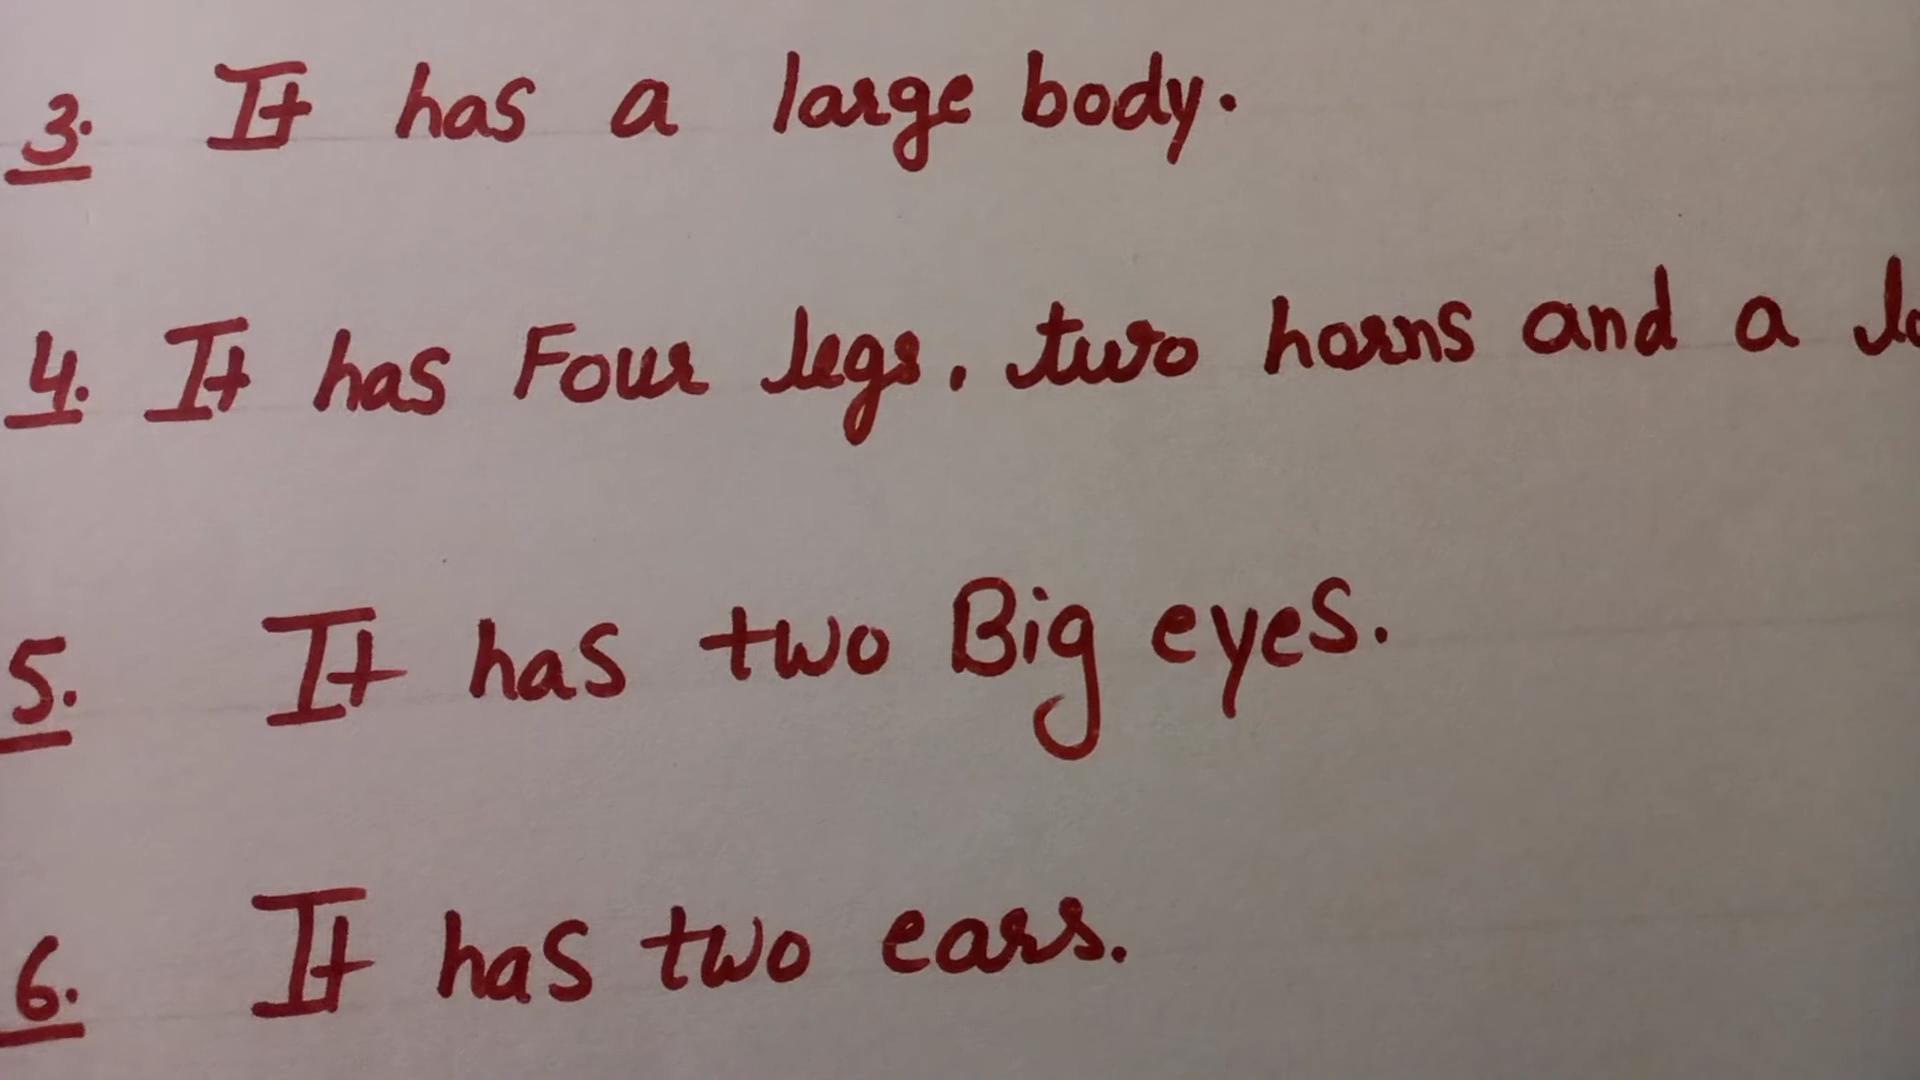 3. It has a large body.
4. It has Four legs, two horns and a
5. It has two Big eyes.
6. It has two ears.